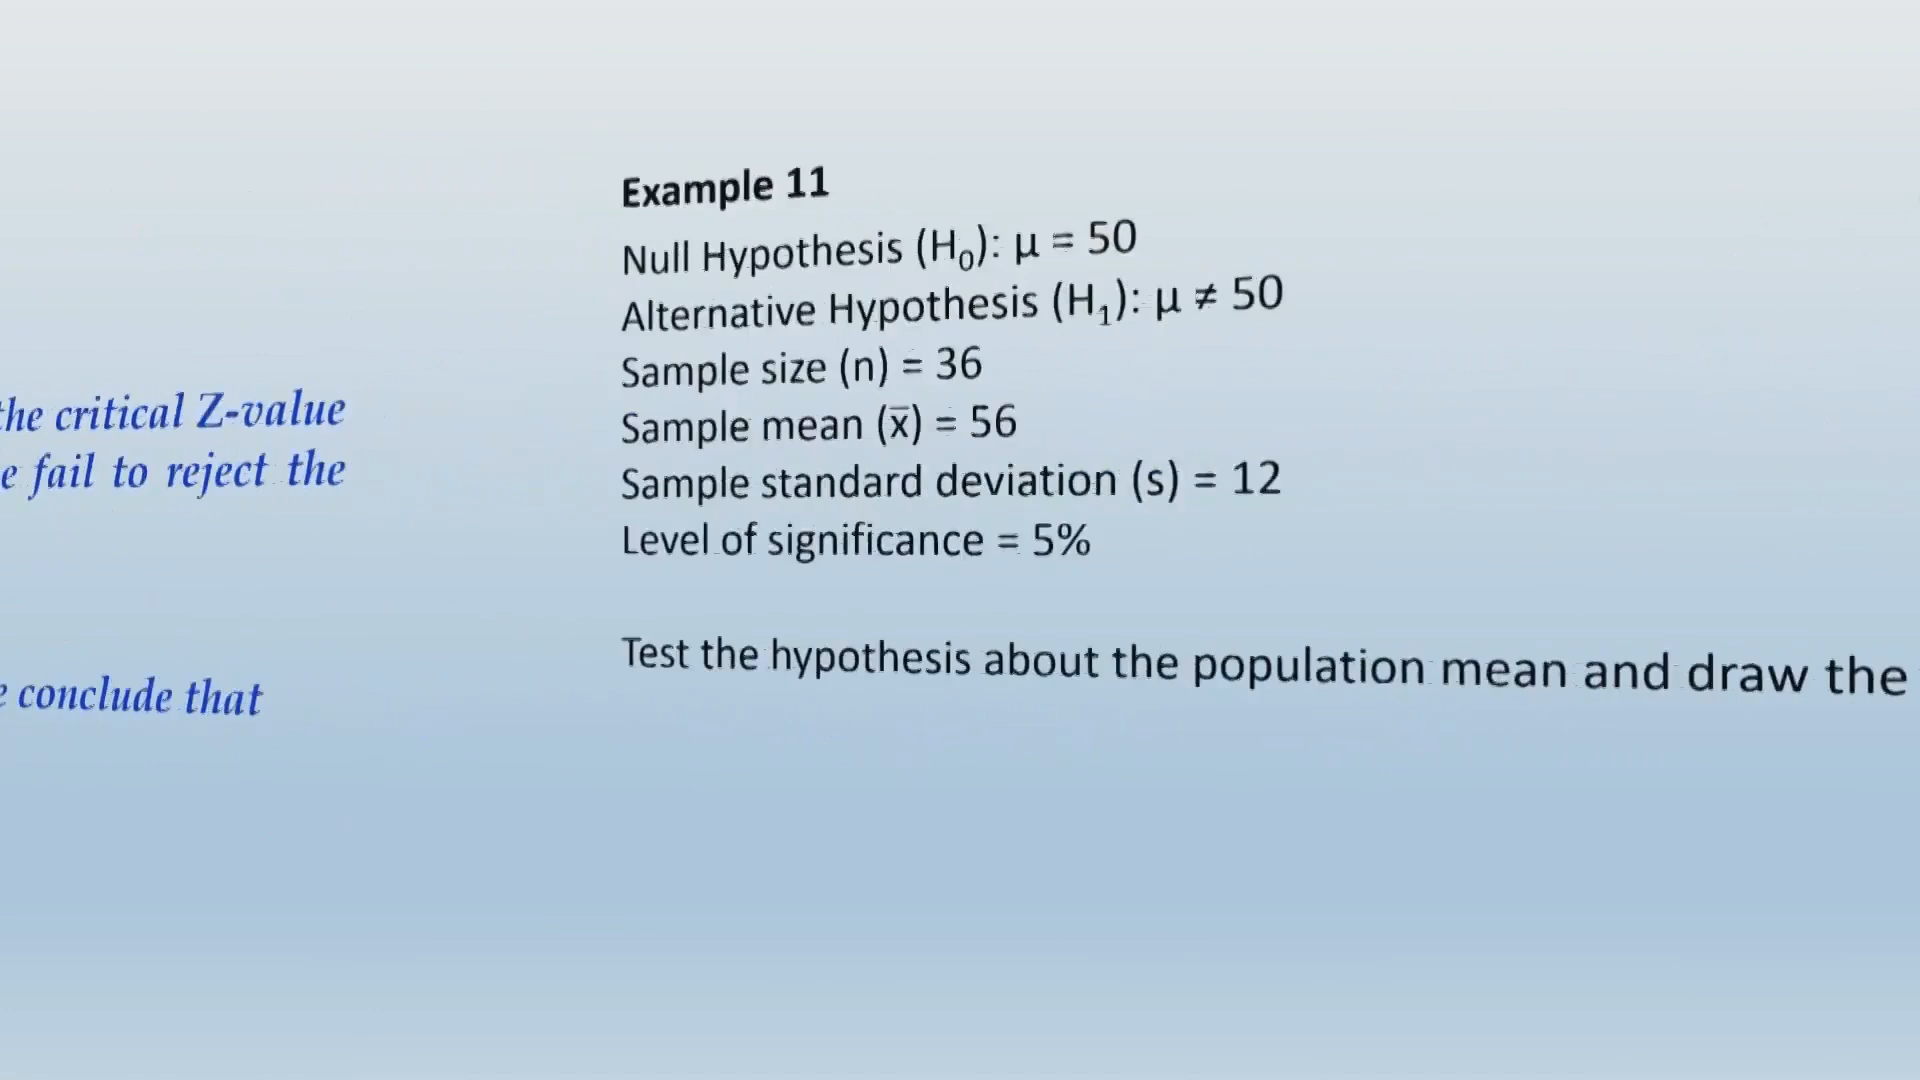 the critical Z-value
fail to reject the
conclude that
Example 11
Null Hypothesis (H₀): μ = 50
Alternative Hypothesis (H₁): μ ≠ 50
Sample size (n) = 36
Sample mean (x̅) = 56
Sample standard deviation (s) = 12
Level of significance = 5%
Test the hypothesis about the population mean and draw the